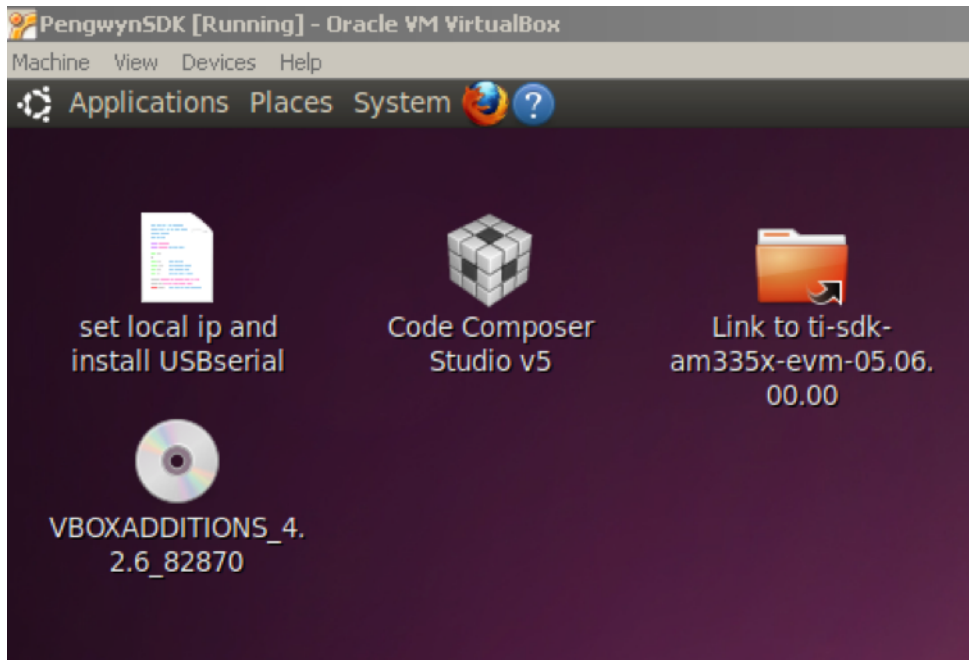 PengwynSDK [Running] - Oracle VM VirtualBox
Machine View Devices Help
Applications Places System ?
set local ip and
install USBserial
Code Composer
Studio v5
Link to ti-sdk-
am335x-evm-05.06.
00.00
VBOXADDITIONS_4.
2.6_82870